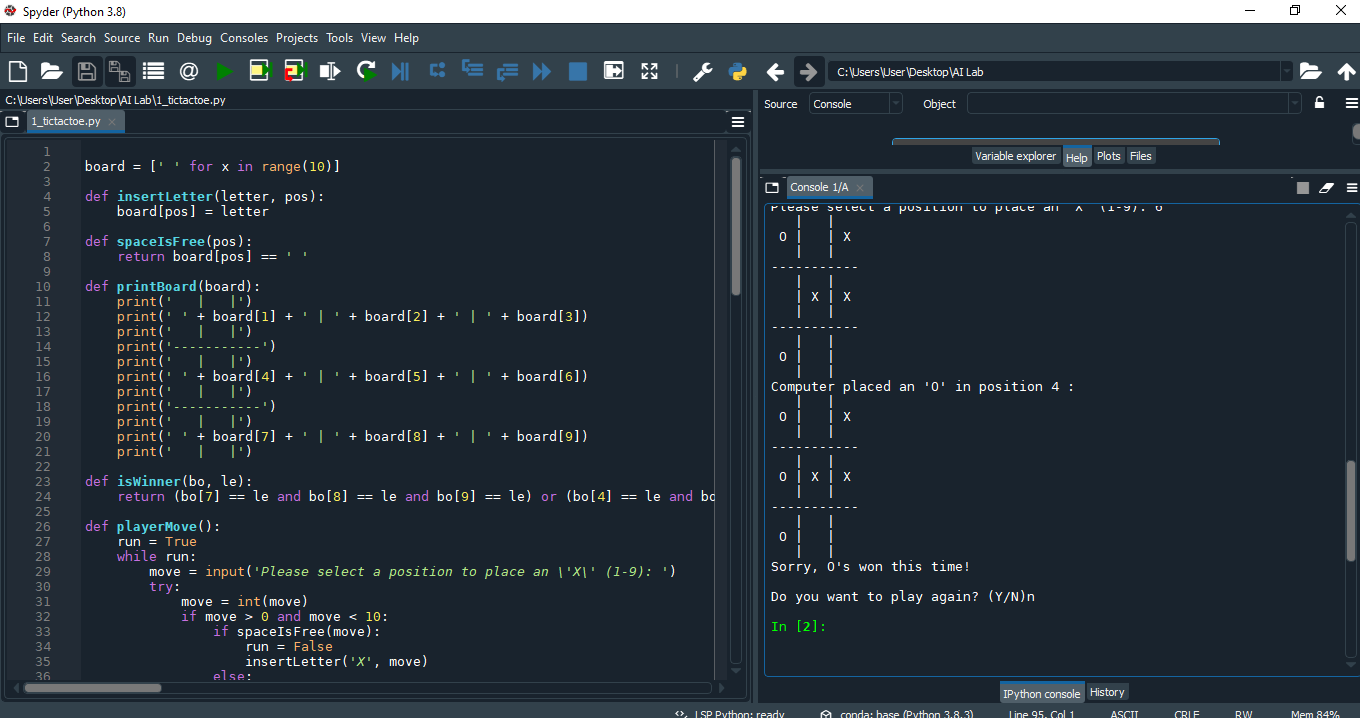 Spyder (Python 3.8)
File Edit Search Source Run Debug Consoles Projects Tools View Help
C:\Users\User\Desktop\AI Lab
C:\Users\User\Desktop\AI Lab\1_tictactoe.py
1_tictactoe.py
1
2 board = [' ' for x in range(10)]
3
4 def insertLetter(letter, pos):
5     board[pos] = letter
6
7 def spaceIsFree(pos):
8     return board[pos] == ' '
9
10 def printBoard(board):
11     print('   |   |')
12     print(' ' + board[1] + ' | ' + board[2] + ' | ' + board[3])
13     print('   |   |')
14     print('-----------')
15     print('   |   |')
16     print(' ' + board[4] + ' | ' + board[5] + ' | ' + board[6])
17     print('   |   |')
18     print('-----------')
19     print('   |   |')
20     print(' ' + board[7] + ' | ' + board[8] + ' | ' + board[9])
21     print('   |   |')
22
23 def isWinner(bo, le):
24     return (bo[7] == le and bo[8] == le and bo[9] == le) or (bo[4] == le and bo
25
26 def playerMove():
27     run = True
28     while run:
29         move = input('Please select a position to place an \'X\' (1-9): ')
30         try:
31             move = int(move)
32             if move > 0 and move < 10:
33                 if spaceIsFree(move):
34                     run = False
35                     insertLetter('X', move)
36                 else:
Source Console Object
Variable explorer Help Plots Files
Console 1/A
Please select a position to place an 'X' (1-9): 6
   |   |
 O |   | X
   |   |
-----------
   |   |
   | X | X
   |   |
-----------
   |   |
 O |   |
   |   |
Computer placed an 'O' in position 4 :
   |   |
 O |   | X
   |   |
-----------
   |   |
 O | X | X
   |   |
-----------
   |   |
 O |   |
   |   |
Sorry, O's won this time!
Do you want to play again? (Y/N)n
In [2]:
IPython console History
LSP Python: ready conda: base (Python 3.8.3) Line 95, Col 1 ASCII CRLF RW Mem 84%